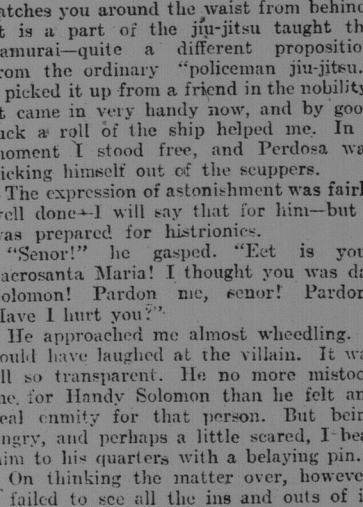 atches you around the waist from behind
t is a part of the jiu-jitsu taught th
amurai—quite a different propositio
rom the ordinary "policeman jiu-jitsu.
picked it up from a friend in the nobility
t came in very handy now, and by goo
uck a roll of the ship helped me. In
noment I stood free, and Perdosa wa
icking himself out of the scuppers.
The expression of astonishment was fairl
vell done—I will say that for him—but
vas prepared for histrionics.
"Senor!" he gasped. "Eet is you
acrosanta Maria! I thought you was da
olomon! Pardon me, senor! Pardon
Have I hurt you?"
He approached me almost wheedling.
ould have laughed at the villain. It wa
ll so transparent. He no more mistoo
ne for Handy Solomon than he felt an
eal enmity for that person. But bein
ngry, and perhaps a little scared, I bea
him to his quarters with a belaying pin.
On thinking the matter over, howeve
failed to see all the ins and outs of i